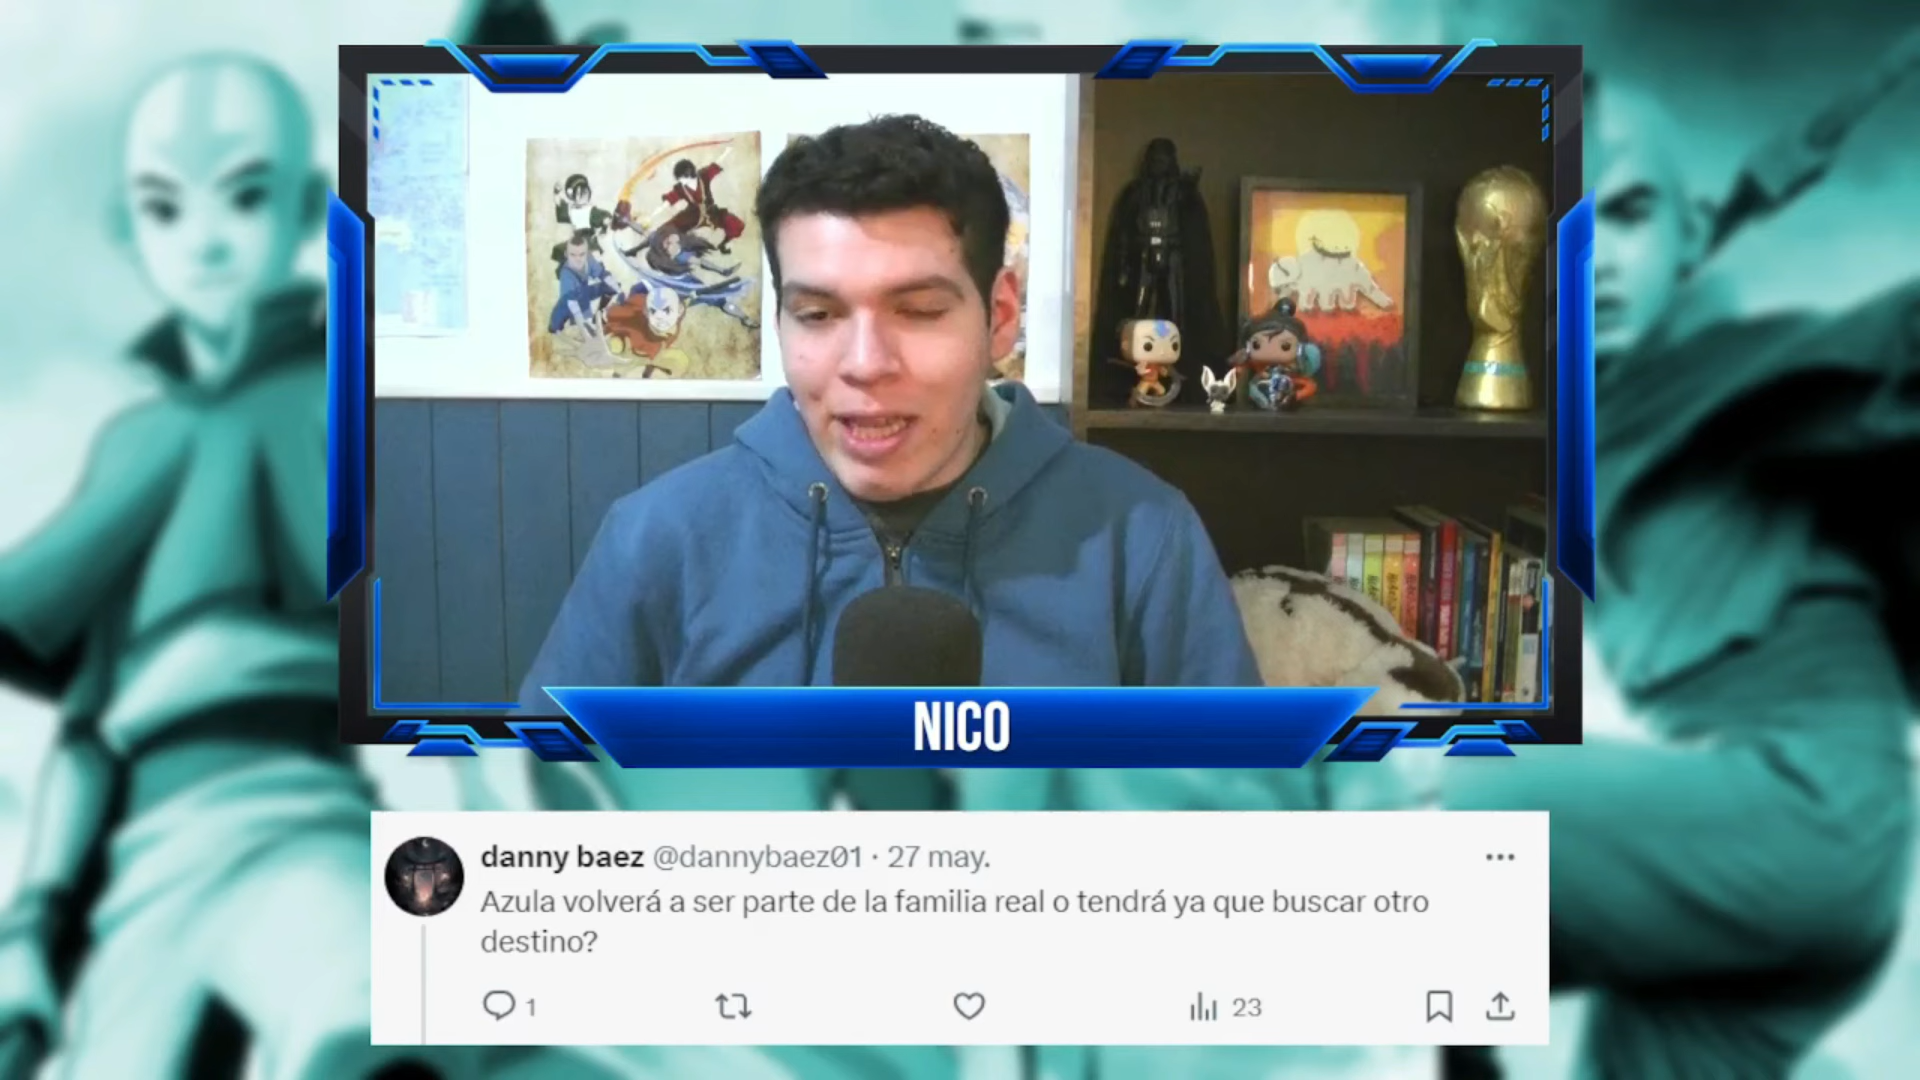 NICO
danny baez @dannybaez01 · 27 may.
Azula volverá a ser parte de la familia real o tendrá ya que buscar otro
destino?
1
23